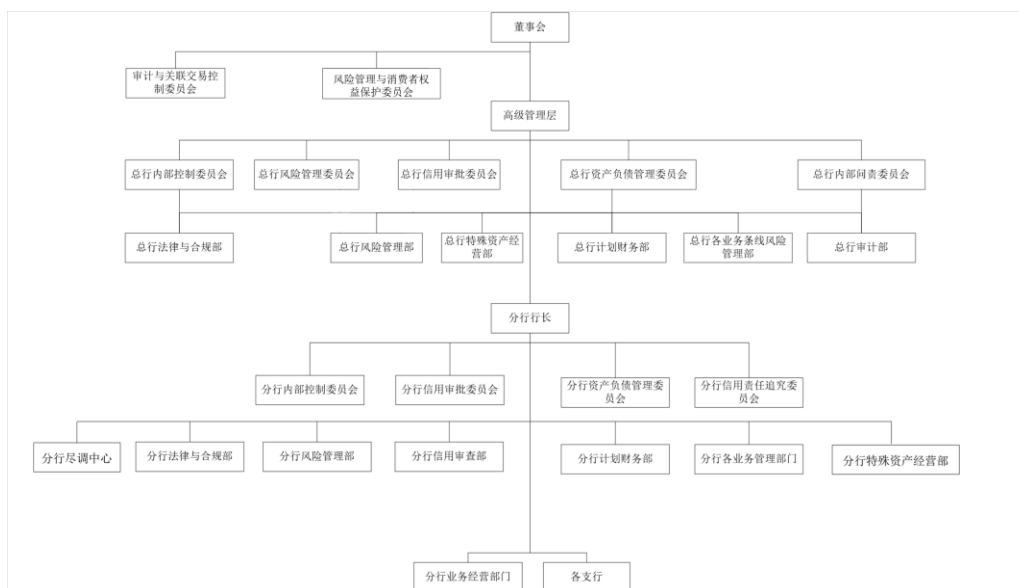 董事会
审计与关联交易控
制委员会
风险管理与消费者权
益保护委员会
高级管理层
总行内部控制委员会
总行风险管理委员会
总行信用审批委员会
总行资产负债管理委员会
总行内部问责委员会
总行法律与合规部
总行风险管理部
总行特殊资产经
营部
总行计划财务部
总行各业务条线风险
管理部
总行审计部
分行行长
分行内部控制委员会
分行信用审批委员会
分行资产负债管理委
员会
分行信用责任追究委
员会
分行尽调中心
分行法律与合规部
分行风险管理部
分行信用审查部
分行计划财务部
分行各业务管理部门
分行特殊资产经营部
分行业务经营部门
各支行